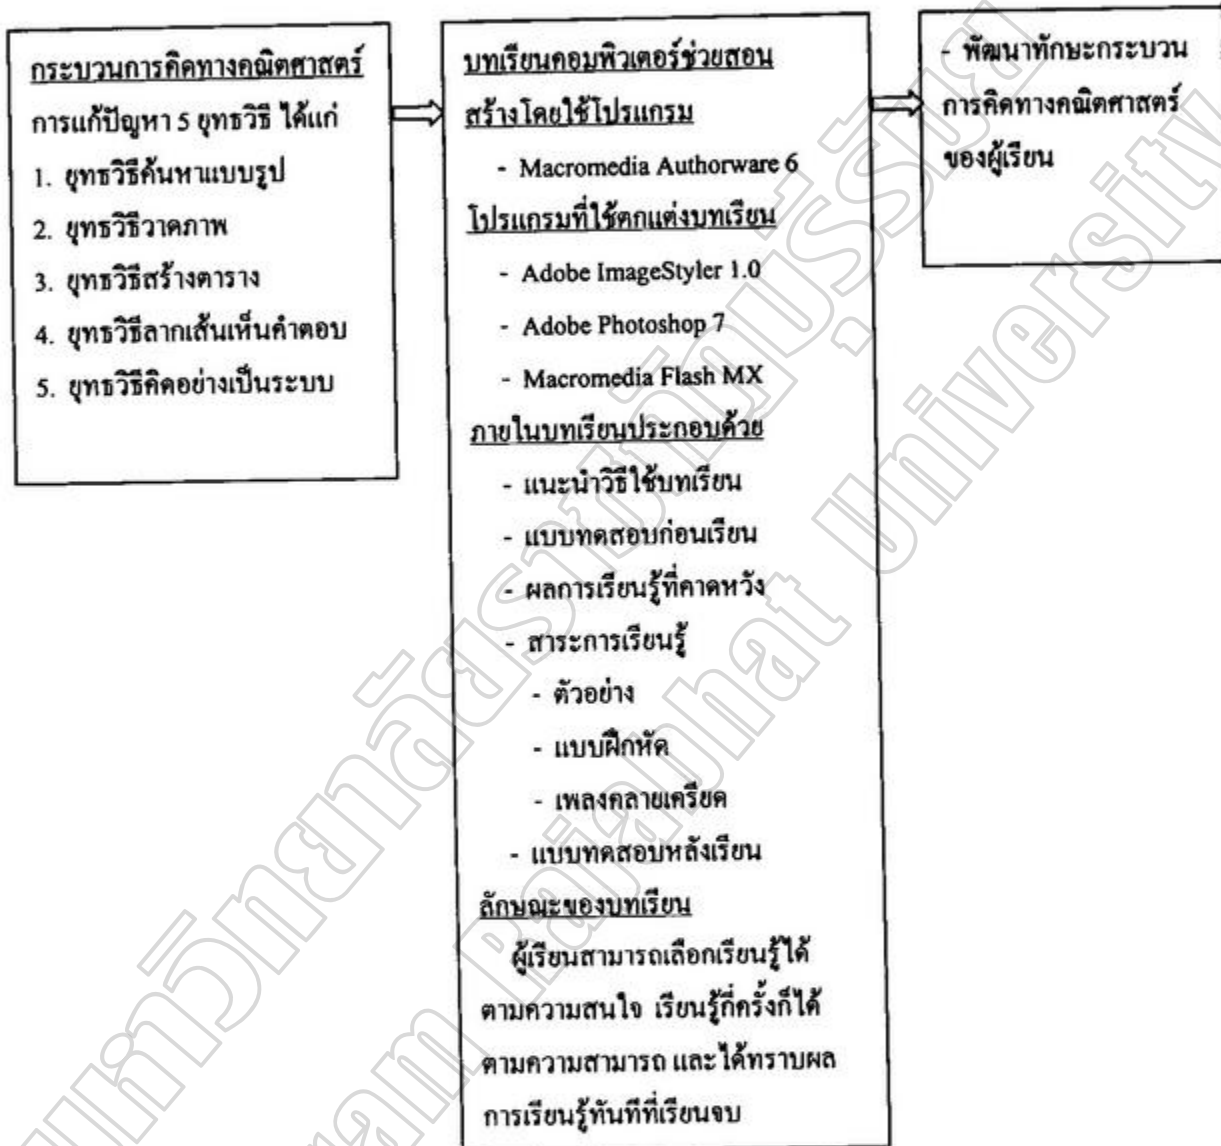 กระบวนการคิดทางคณิตศาสตร์
การแก้ปัญหา 5 ยุทธวิธี ได้แก่
1. ยุทธวิธีค้นหาแบบรูป
2. ยุทธวิธีวาดภาพ
3. ยุทธวิธีสร้างตาราง
4. ยุทธวิธีลากเส้นเห็นคำตอบ
5. ยุทธวิธีคิดอย่างเป็นระบบ
บทเรียนคอมพิวเตอร์ช่วยสอน
สร้างโดยใช้โปรแกรม
- Macromedia Authorware 6
โปรแกรมที่ใช้ตกแต่งบทเรียน
- Adobe ImageStyler 1.0
- Adobe Photoshop 7
- Macromedia Flash MX
ภายในบทเรียนประกอบด้วย
- แนะนำวิธีใช้บทเรียน
- แบบทดสอบก่อนเรียน
- ผลการเรียนรู้ที่คาดหวัง
- สาระการเรียนรู้
- ตัวอย่าง
- แบบฝึกหัด
- เพลงคลายเครียด
- แบบทดสอบหลังเรียน
ลักษณะของบทเรียน
ผู้เรียนสามารถเลือกเรียนรู้ได้
ตามความสนใจ เรียนรู้กี่ครั้งก็ได้
ตามความสามารถ และได้ทราบผล
การเรียนรู้ทันทีที่เรียนจบ
- พัฒนาทักษะกระบวน
การคิดทางคณิตศาสตร์
ของผู้เรียน
Rajabhat University